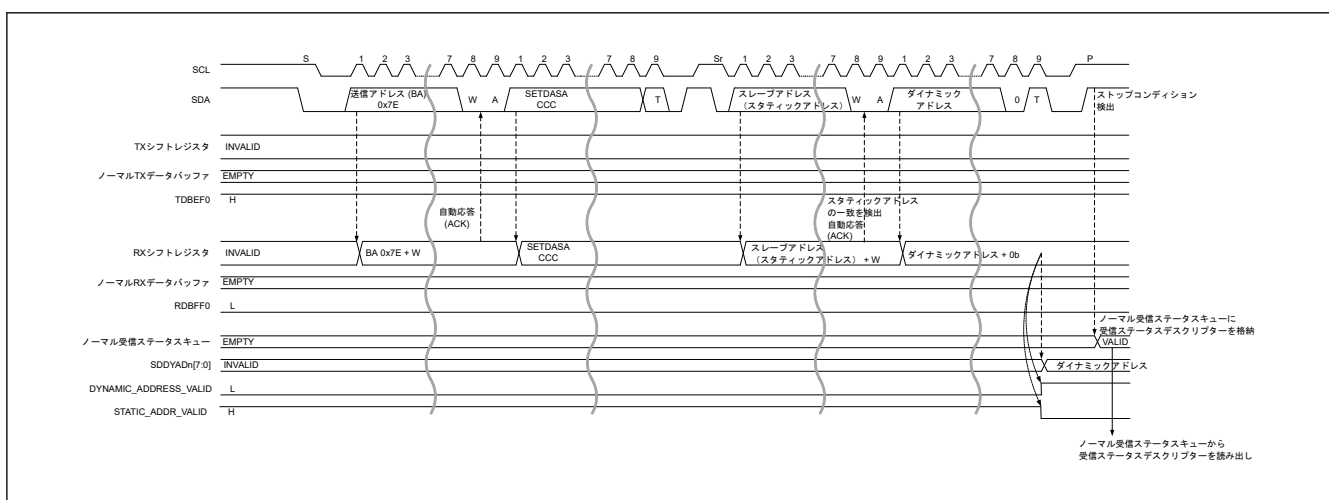 S 1 2 3 7 8 9 1 2 3 7 8 9 Sr 1 2 3 7 8 9 1 2 3 7 8 9 P
SCL
SDA
送信アドレス (BA)
0x7E
W A
SETDASA
CCC
T
スレーブアドレス
（スタティックアドレス）
W A
ダイナミック
アドレス
0 T
ストップコンディション
検出
TXシフトレジスタ INVALID
ノーマルTXデータバッファ EMPTY
TDBEF0 H
自動応答
(ACK)
スタティックアドレス
の一致を検出
自動応答
(ACK)
RXシフトレジスタ INVALID
BA 0x7E + W
SETDASA
CCC
スレーブアドレス
（スタティックアドレス）+ W
ダイナミックアドレス + 0b
ノーマルRXデータバッファ EMPTY
RDBFF0 L
ノーマル受信ステータスキューに
受信ステータスデスクリプターを格納
ノーマル受信ステータスキュー EMPTY VALID
SDDYADn[7:0] INVALID ダイナミックアドレス
DYNAMIC_ADDRESS_VALID L
STATIC_ADDR_VALID H
ノーマル受信ステータスキューから
受信ステータスデスクリプターを読み出し